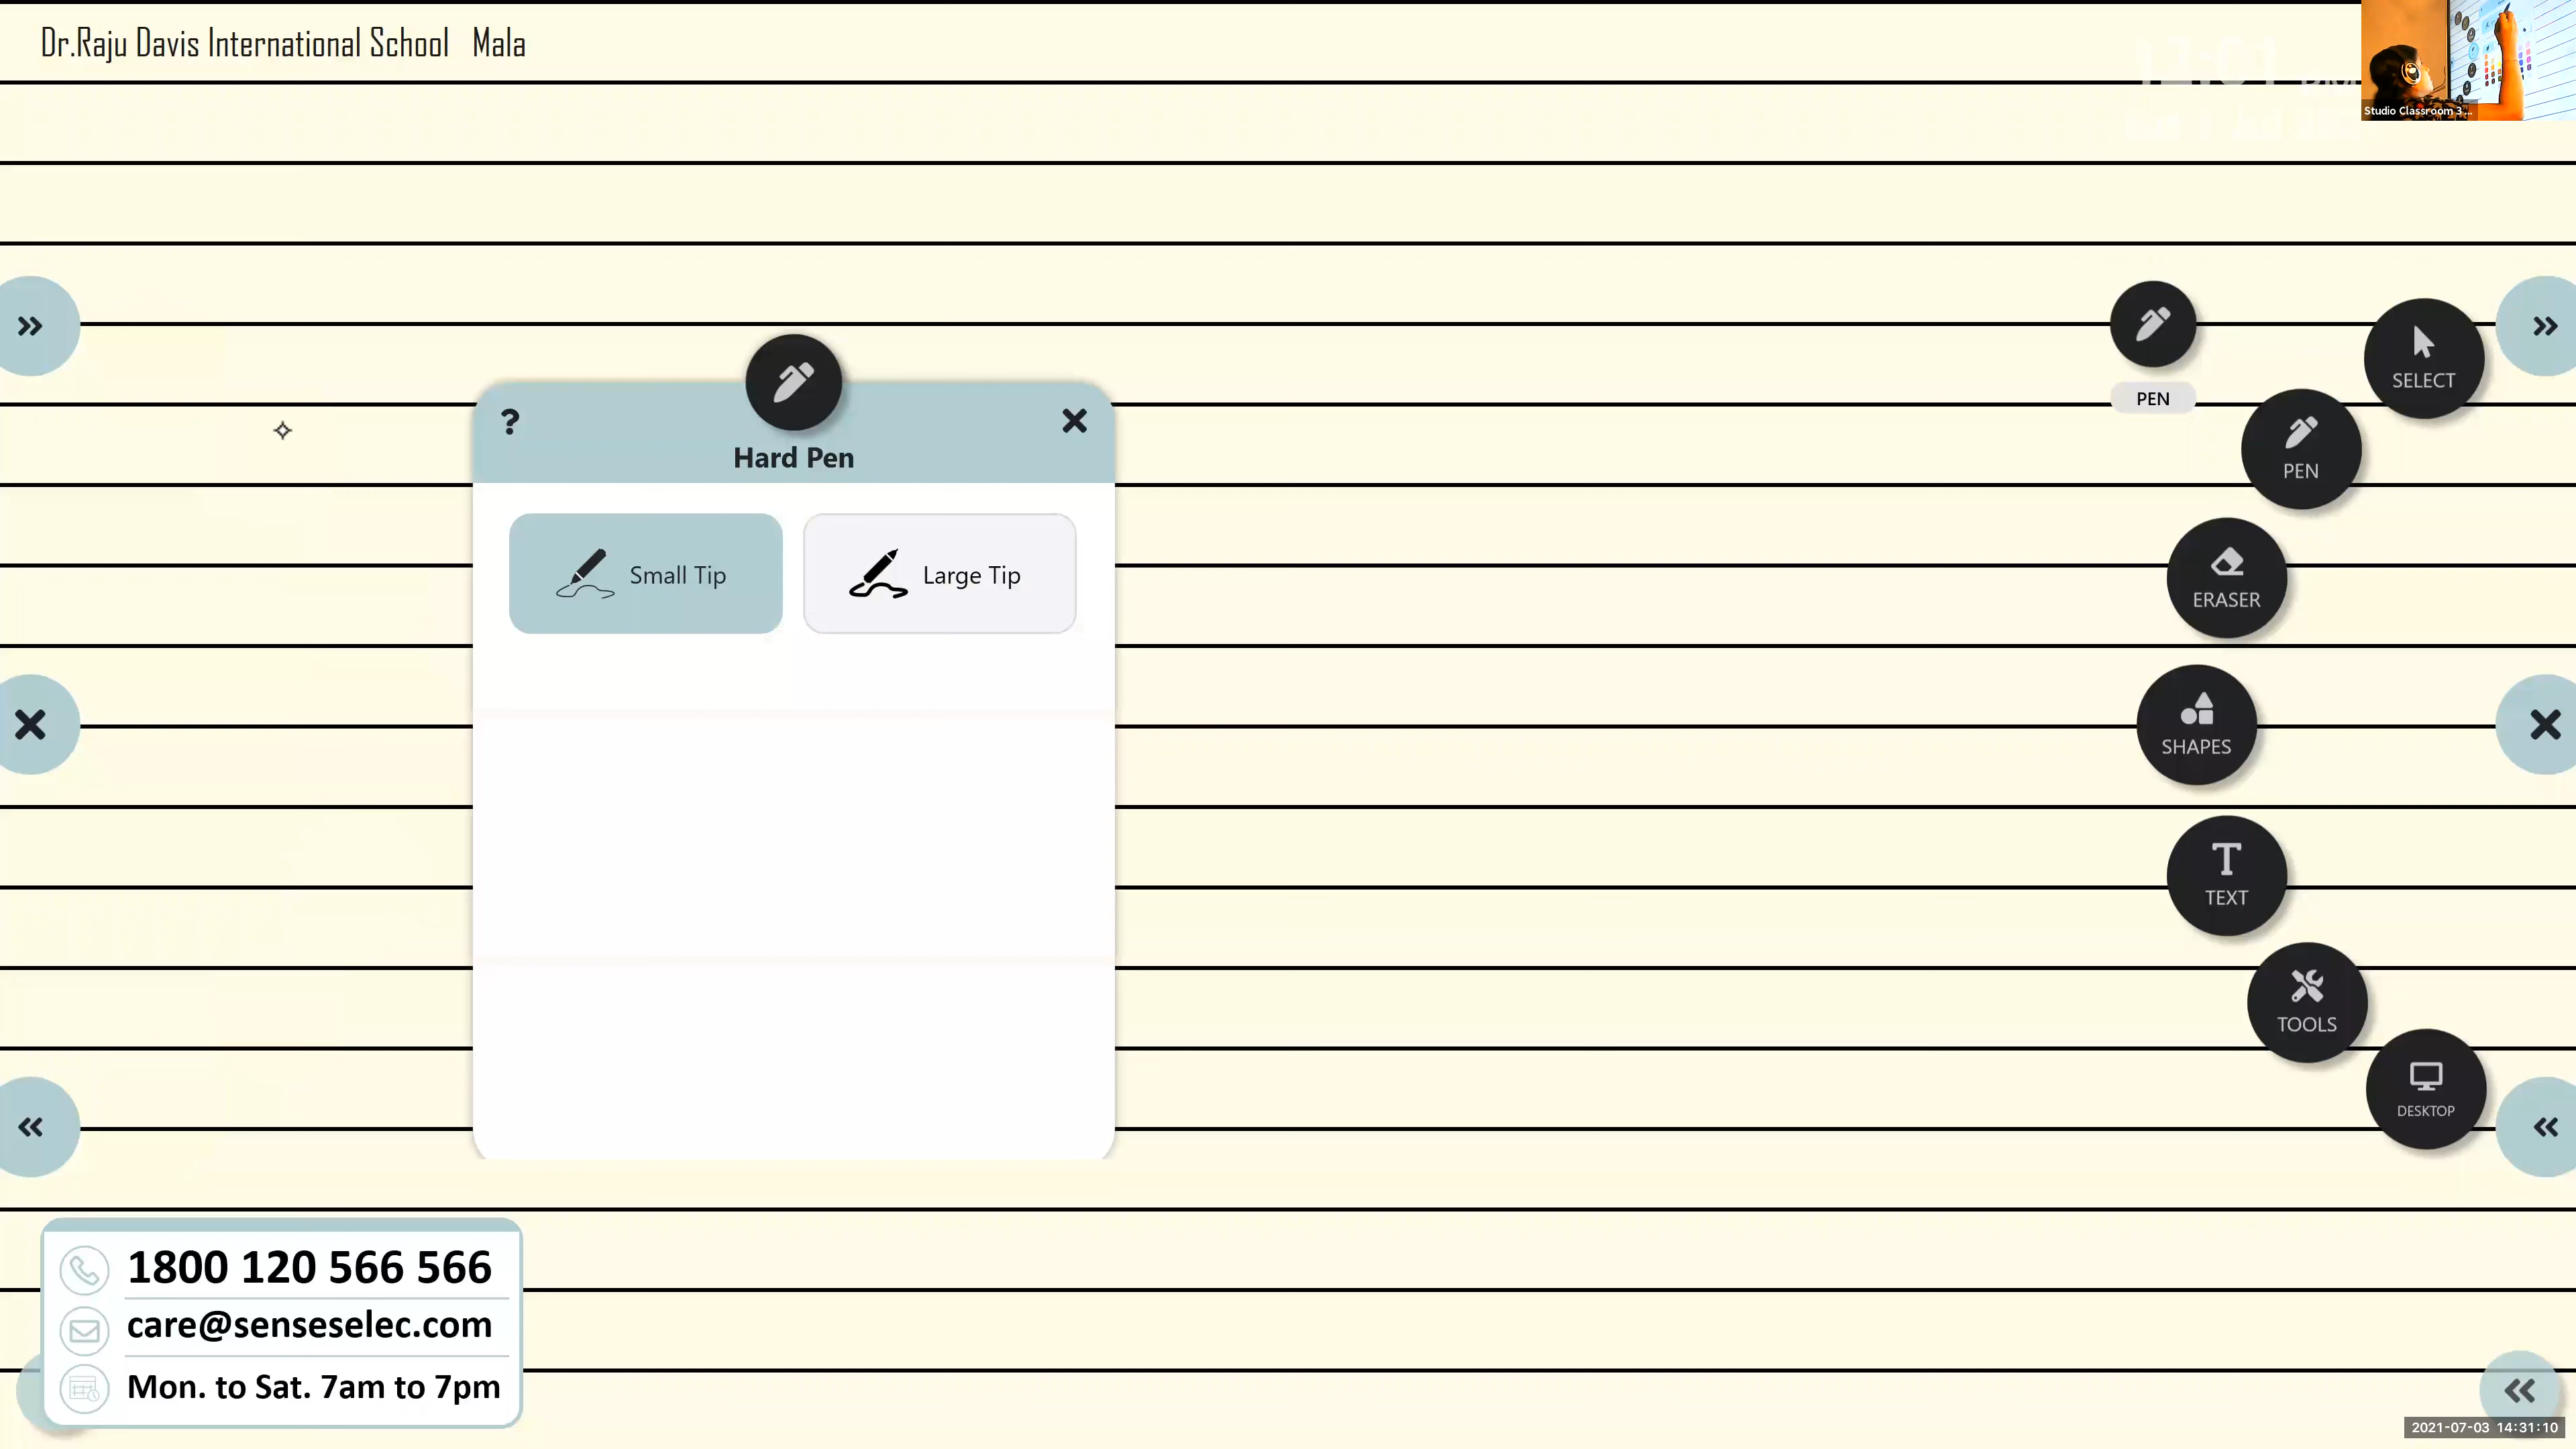 Dr.Raju Davis International School Mala
Studio Classroom 3...
SELECT
PEN
PEN
? Hard Pen
Small Tip
Large Tip
ERASER
SHAPES
TEXT
TOOLS
DESKTOP
1800 120 566 566
care@senseselec.com
Mon. to Sat. 7am to 7pm
2021-07-03 14:31:10